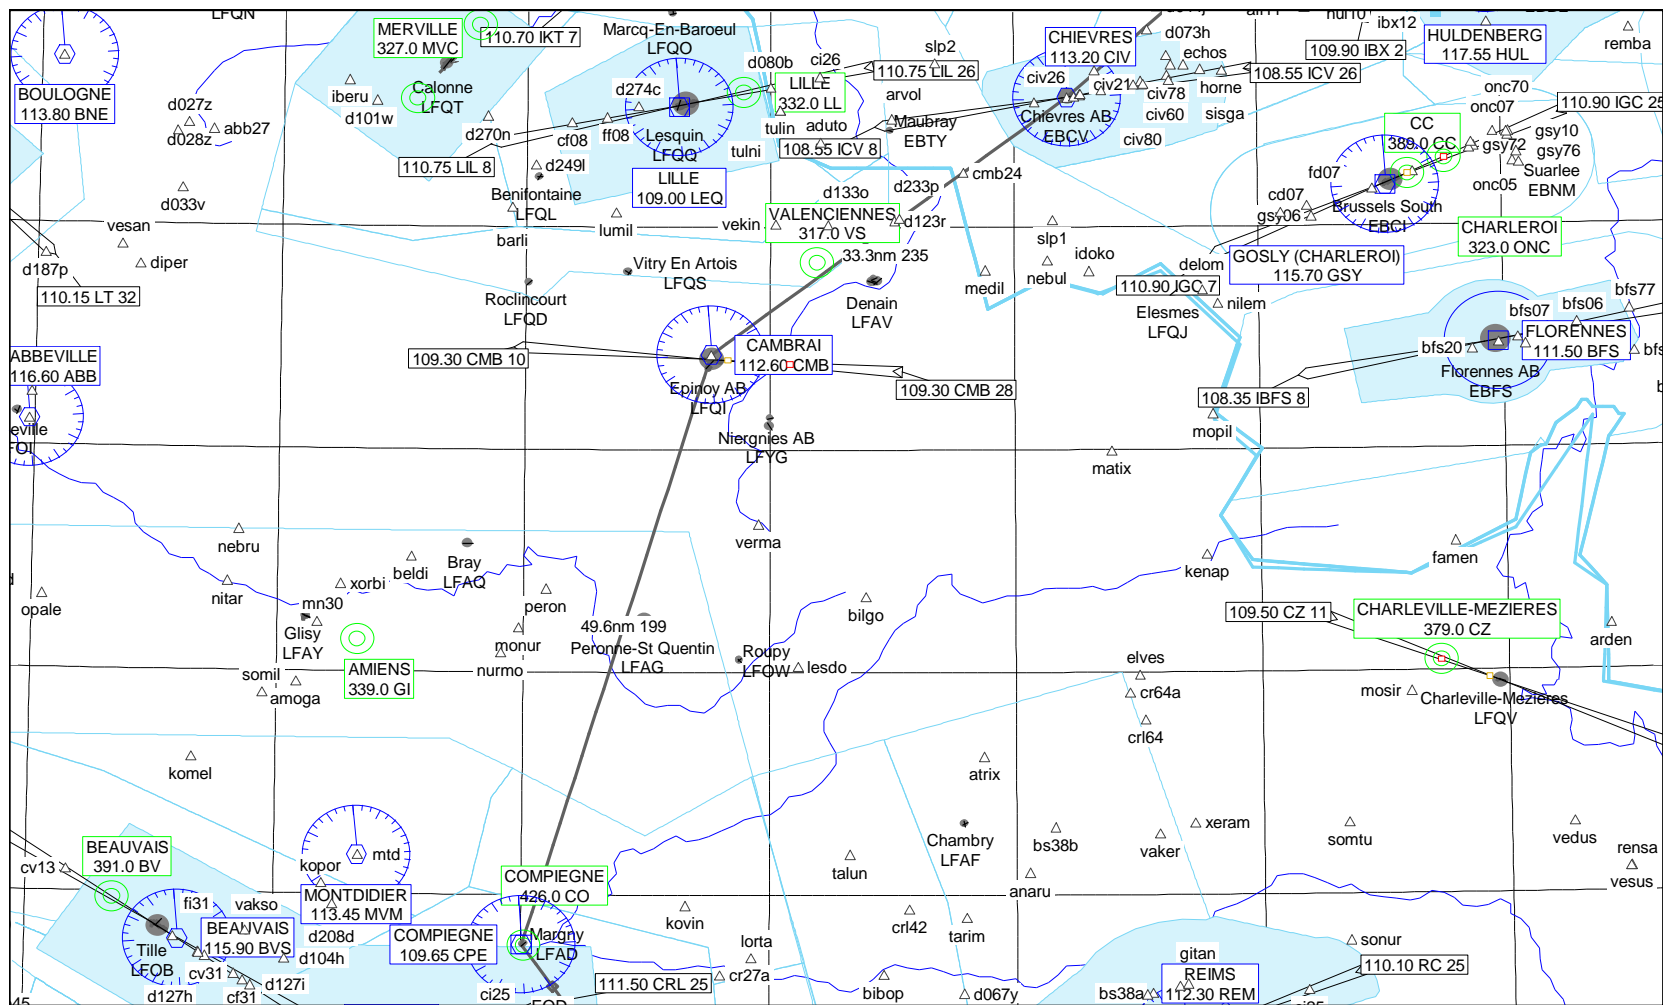 LFQN
MERVILLE
327.0 MVC
110.70 IKT 7
Marcq-En-Baroeul
LFQO
d080b
ci26
slp2
CHIEVRES
113.20 CIV
d073h
echos
109.90 IBX 2
ibx12
HULDENBERG
117.55 HUL
remba
BOULOGNE
113.80 BNE
iberu
d101w
Calonne
LFQT
d274c
LILLE
332.0 LL
110.75 LIL 26
arvol
civ26
civ21
civ78
horne
108.55 ICV 26
onc70
onc07
110.90 IGC 25
d027z
d028z
abb27
d270n
cf08
ff08
Lesquin
LFQQ
tulin
aduto
tulni
108.55 ICV 8
Maubray
EBTY
Chievres AB
EBCV
civ60
sisga
civ80
CC
389.0 CC
gsy10
gsy72
gsy76
Suarlee
EBNM
110.75 LIL 8
d249l
Benifontaine
LFQL
LILLE
109.00 LEQ
d133o
d233p
cmb24
fd07
cd07
gsy06
onc05
Brussels South
EBCI
d033v
vesan
diper
d187p
110.15 LT 32
barli
lumil
vekin
VALENCIENNES
317.0 VS
d123r
33.3nm 235
slp1
idoko
nebul
medil
delom
GOSLY (CHARLEROI)
115.70 GSY
CHARLEROI
323.0 ONC
Vitry En Artois
LFQS
Roclincourt
LFQD
Denain
LFAV
110.90 IGC 7
nilem
Elesmes
LFQJ
bfs77
bfs06
bfs07
FLORENNES
111.50 BFS
bfs20
Florennes AB
EBFS
ABBEVILLE
116.60 ABB
eville
109.30 CMB 10
CAMBRAI
112.60 CMB
Epinoy AB
LFQI
109.30 CMB 28
108.35 IBFS 8
mopil
Niergnies AB
LFYG
matix
nebru
beldi
Bray
LFAQ
verma
kenap
famen
opale
nitar
xorbi
mn30
Glisy
LFAY
peron
monur
nurmo
bilgo
49.6nm 199
Peronne-St Quentin
LFAG
Roupy
LFOW
lesdo
109.50 CZ 11
CHARLEVILLE-MEZIERES
379.0 CZ
arden
somil
amoga
AMIENS
339.0 GI
elves
cr64a
crl64
mosir
Charleville-Mezieres
LFQV
komel
atrix
BEAUVAIS
391.0 BV
cv13
kopor
mtd
MONTDIDIER
113.45 MVM
COMPIEGNE
426.0 CO
talun
Chambry
LFAF
bs38b
anaru
vaker
xeram
somtu
vedus
rensa
vesus
fi31
vakso
BEAUVAIS
115.90 BVS
Tille
LFOB
d208d
d104h
cv31
d127i
d127h
cf31
COMPIEGNE
109.65 CPE
Margny
LFAD
ci25
111.50 CRL 25
kovin
lorta
cr27a
crl42
tarim
bibop
d067y
gitan
REIMS
112.30 REM
bs38a
sonur
110.10 RC 25